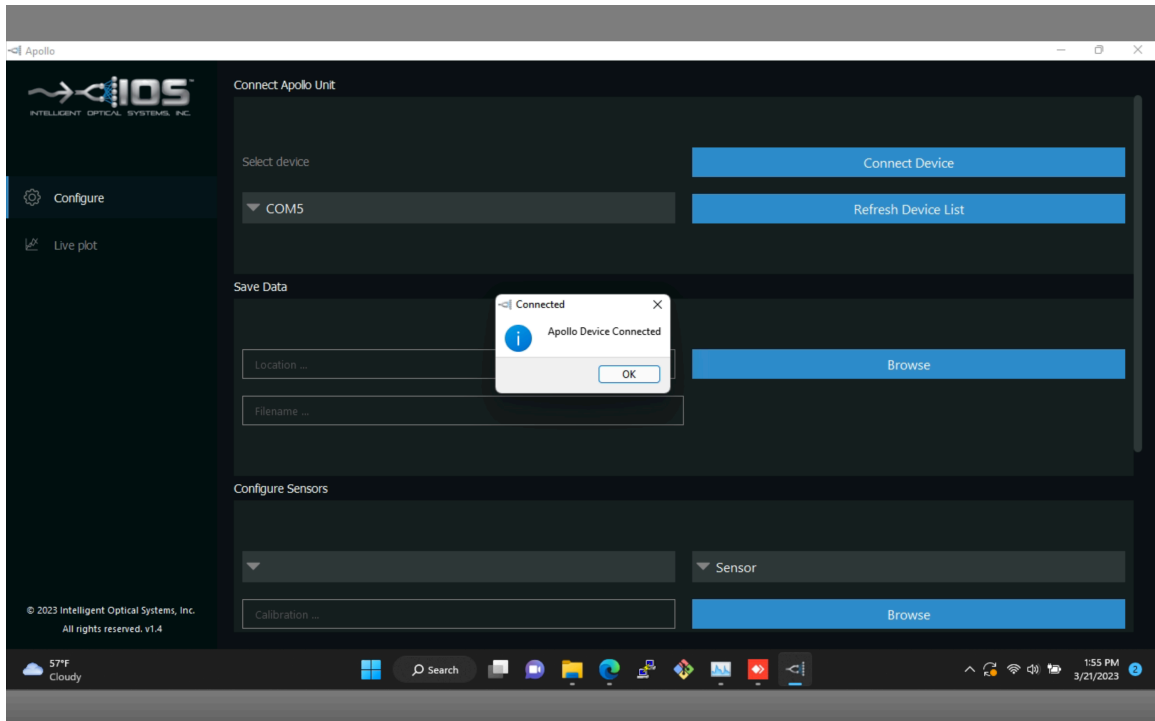 Apollo
IOS
INTELLIGENT OPTICAL SYSTEMS, INC.
Configure
Live plot
Connect Apollo Unit
Select device
Connect Device
COM5
Refresh Device List
Save Data
Location ...
Browse
Filename ...
Connected
Apollo Device Connected
OK
Configure Sensors
Sensor
Calibration ...
Browse
© 2023 Intelligent Optical Systems, Inc.
All rights reserved. v1.4
57°F
Cloudy
Search
1:55 PM
3/21/2023
2